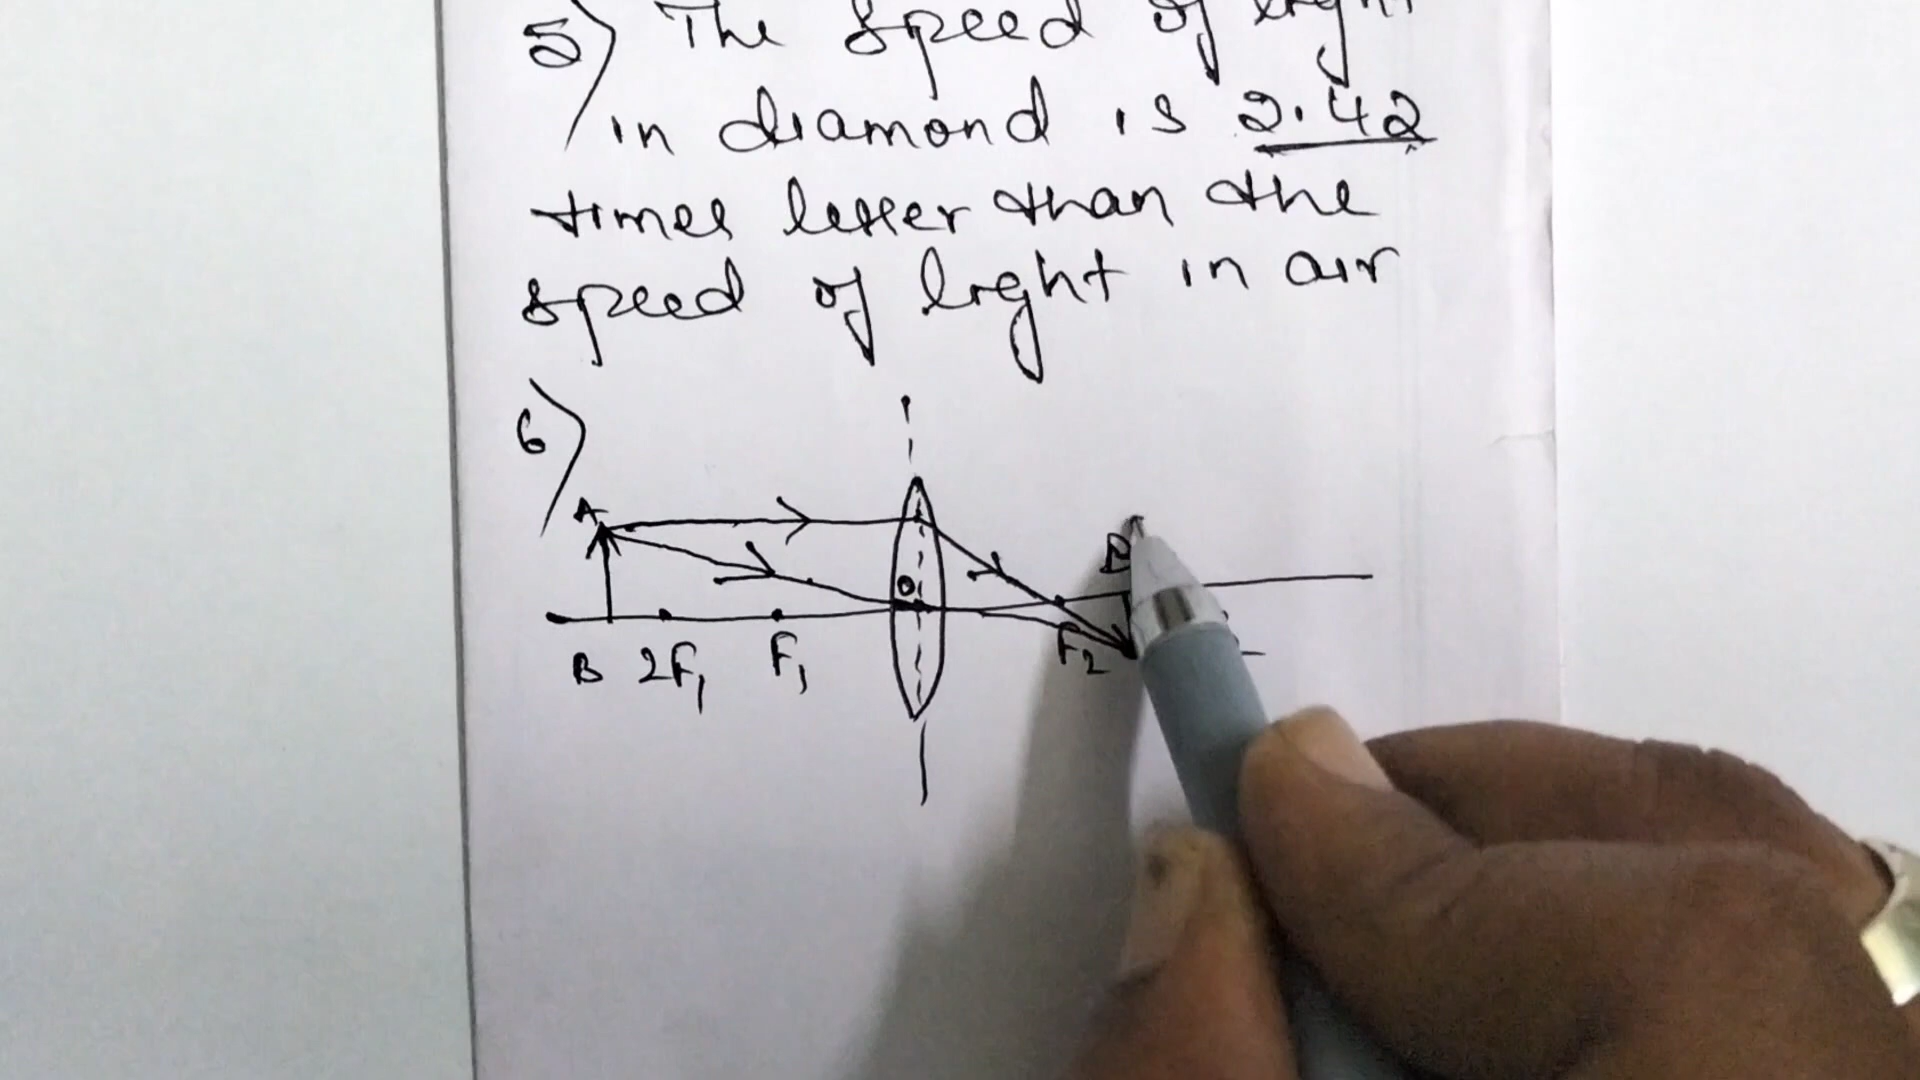 5) The speed of light
in diamond is 2.42
times lesser than the
speed of light in air
6)
A
O
B 2F1 F1 F2